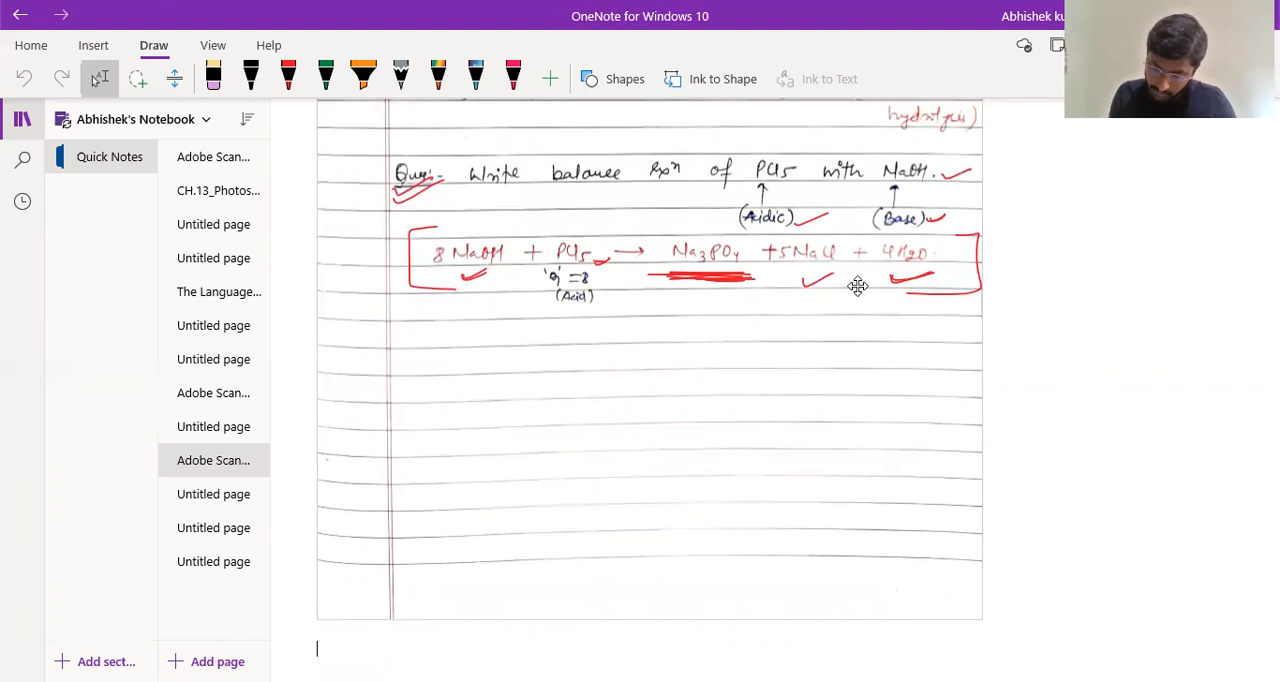 OneNote for Windows 10
Abhishek ku
Home Insert Draw View Help
Shapes Ink to Shape Ink to Text
Abhishek's Notebook
Quick Notes
Adobe Scan...
CH.13_Photos...
Untitled page
Untitled page
The Language...
Untitled page
Untitled page
Adobe Scan...
Untitled page
Adobe Scan...
Untitled page
Untitled page
Untitled page
Add sect...
Add page
hydrolysis)
Ques:- Write balance rxn of PCl5 with NaOH.
(Acidic) (Base)
8 NaOH + PCl5 → Na3PO4 + 5NaCl + 4H2O.
=8
(Acid)